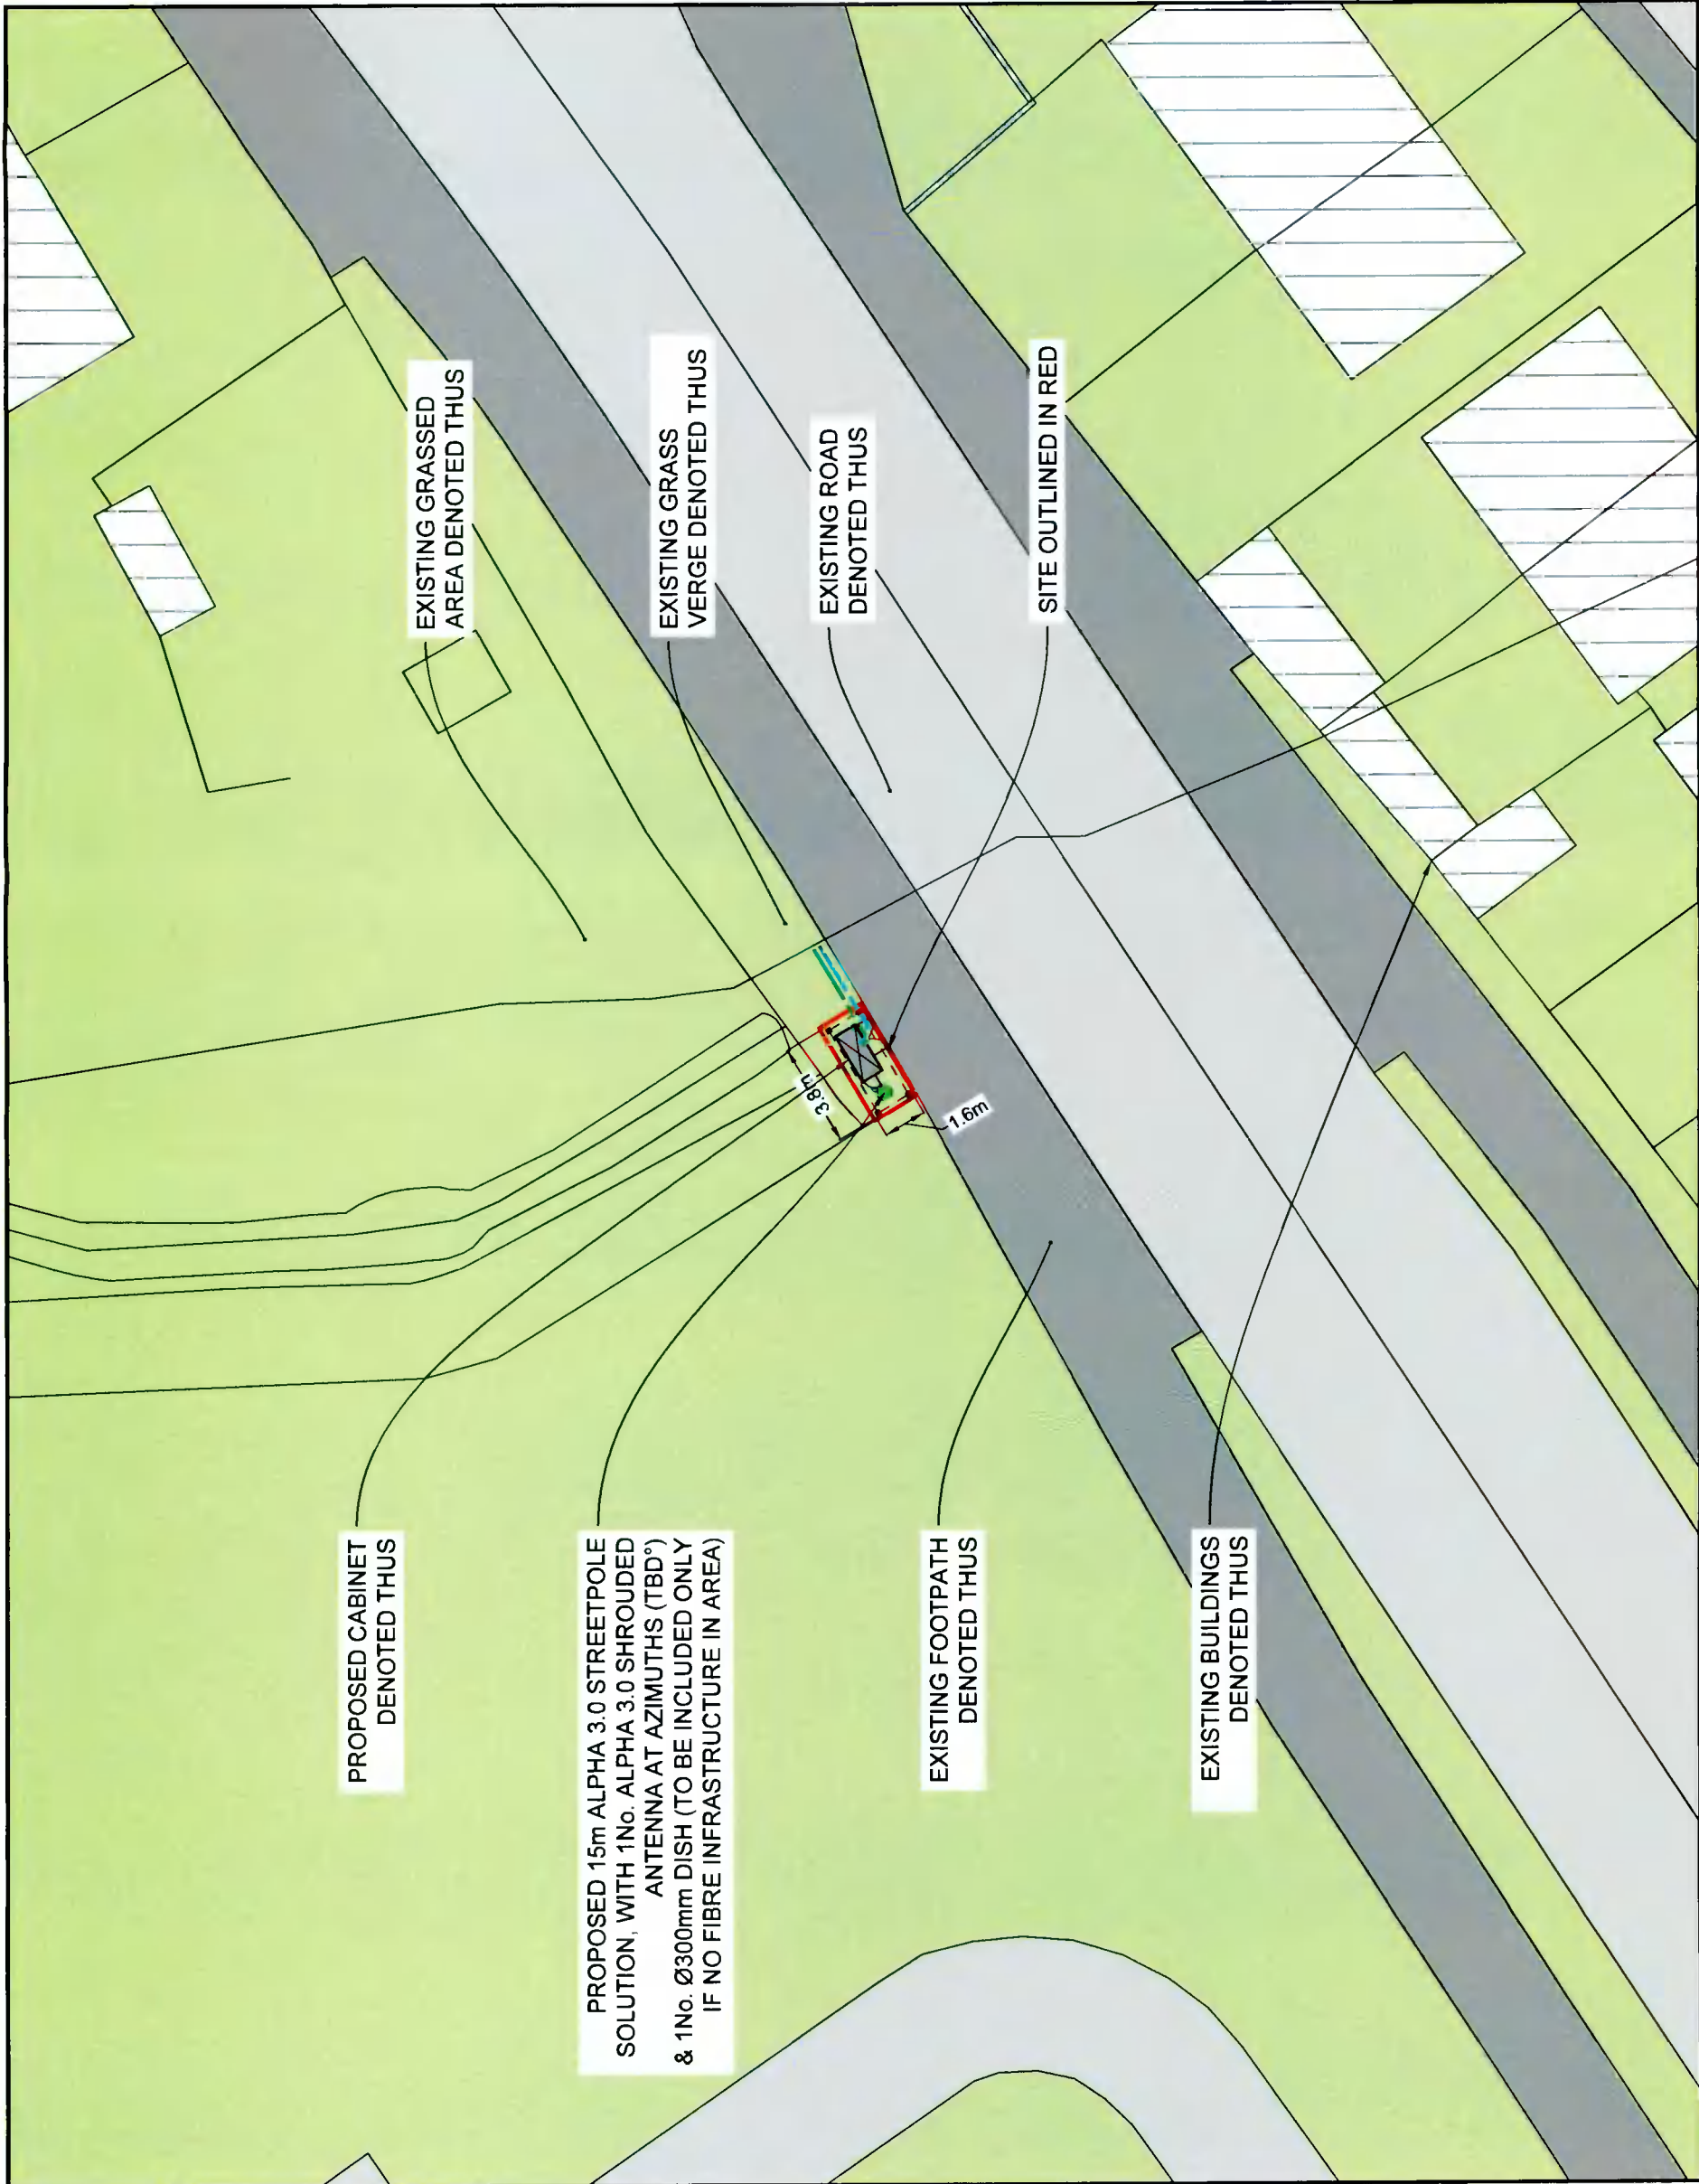 PROPOSED CABINET
DENOTED THUS
PROPOSED 15m ALPHA 3.0 STREETPOLE
SOLUTION, WITH 1No. ALPHA 3.0 SHROUDED
ANTENNA AT AZIMUTHS (TBD°)
& 1No. Ø300mm DISH (TO BE INCLUDED ONLY
IF NO FIBRE INFRASTRUCTURE IN AREA)
EXISTING FOOTPATH
DENOTED THUS
EXISTING BUILDINGS
DENOTED THUS
3.8m
1.6m
EXISTING GRASSED
AREA DENOTED THUS
EXISTING GRASS
VERGE DENOTED THUS
EXISTING ROAD
DENOTED THUS
SITE OUTLINED IN RED